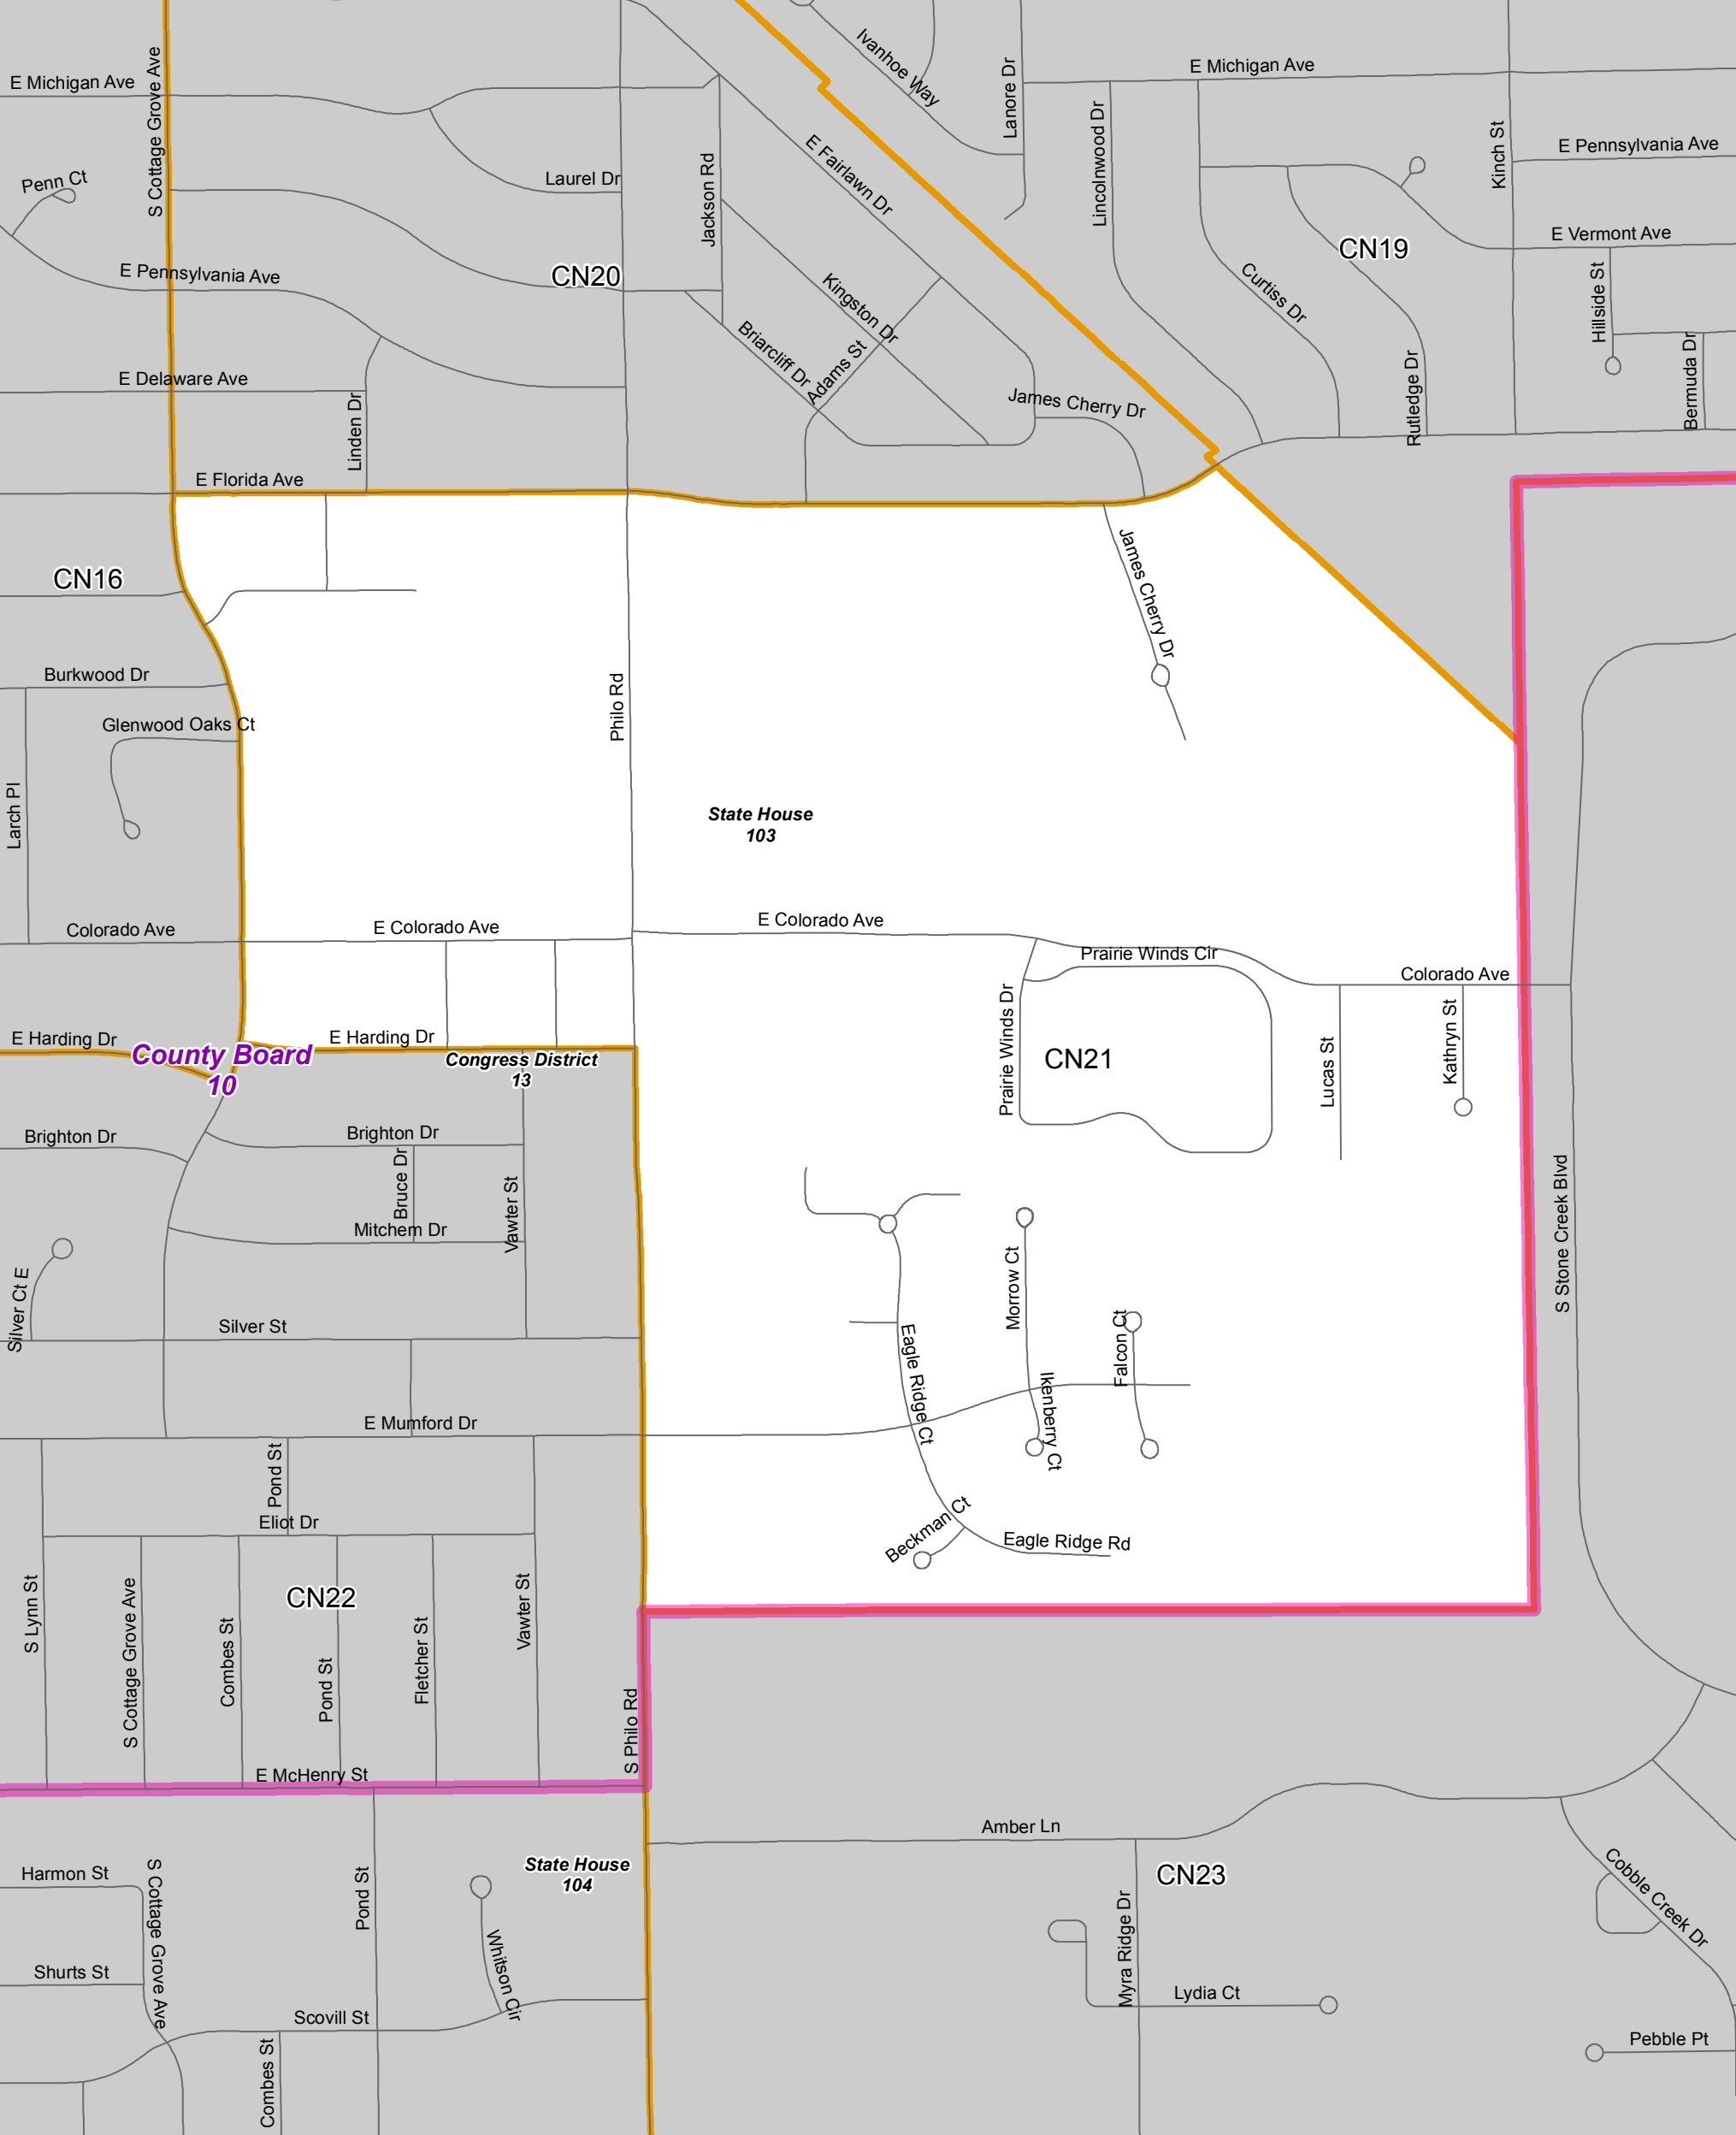 E Michigan Ave
S Cottage Grove Ave
Ivanhoe Way
Lanore Dr
E Michigan Ave
Lincolnwood Dr
Kinch St
E Pennsylvania Ave
Penn Ct
Laurel Dr
Jackson Rd
E Fairlawn Dr
E Vermont Ave
CN19
E Pennsylvania Ave
CN20
Kingston Dr
Curtiss Dr
Hillside St
Briarcliff Dr
Adams St
E Delaware Ave
Linden Dr
James Cherry Dr
Rutledge Dr
Bermuda Dr
E Florida Ave
CN16
James Cherry Dr
Burkwood Dr
Glenwood Oaks Ct
Philo Rd
Larch Pl
State House
103
Colorado Ave
E Colorado Ave
E Colorado Ave
Prairie Winds Cir
Colorado Ave
E Harding Dr
E Harding Dr
County Board
10
Congress District
13
Prairie Winds Dr
CN21
Lucas St
Kathryn St
Brighton Dr
Brighton Dr
Bruce Dr
Vawter St
Mitchem Dr
S Stone Creek Blvd
Silver Ct E
Silver St
Morrow Ct
Falcon Ct
Eagle Ridge Ct
Ikenberry Ct
E Mumford Dr
Pond St
Eliot Dr
Beckman Ct
Eagle Ridge Rd
CN22
S Lynn St
S Cottage Grove Ave
Combes St
Pond St
Fletcher St
Vawter St
S Philo Rd
E McHenry St
Amber Ln
State House
104
CN23
Harmon St
S Cottage Grove Ave
Pond St
Whitson Cir
Myra Ridge Dr
Cobble Creek Dr
Shurts St
Lydia Ct
Scovill St
Combes St
Pebble Pt